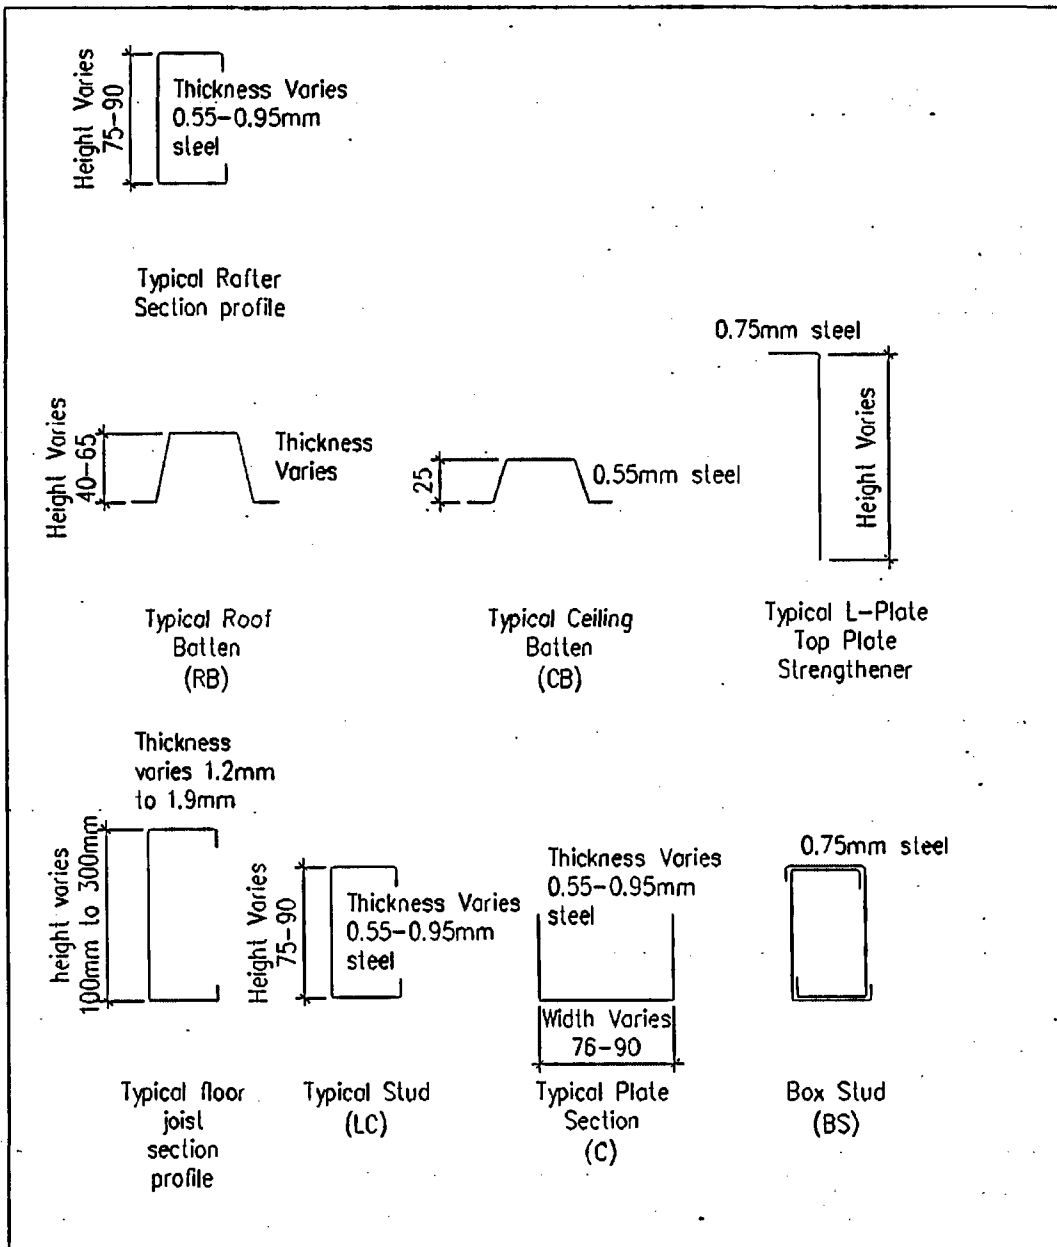 Height Varies
75-90
Thickness Varies
0.55-0.95mm
steel
Typical Rafter
Section profile
Height Varies
40-65
Thickness
Varies
Typical Roof
Batten
(RB)
25
0.55mm steel
Typical Ceiling
Batten
(CB)
0.75mm steel
Height Varies
Typical L-Plate
Top Plate
Strengthener
Thickness
varies 1.2mm
to 1.9mm
height varies
100mm to 300mm
Typical floor
joist
section
profile
Height Varies
75-90
Thickness Varies
0.55-0.95mm
steel
Typical Stud
(LC)
Thickness Varies
0.55-0.95mm
steel
Width Varies
76-90
Typical Plate
Section
(C)
0.75mm steel
Box Stud
(BS)